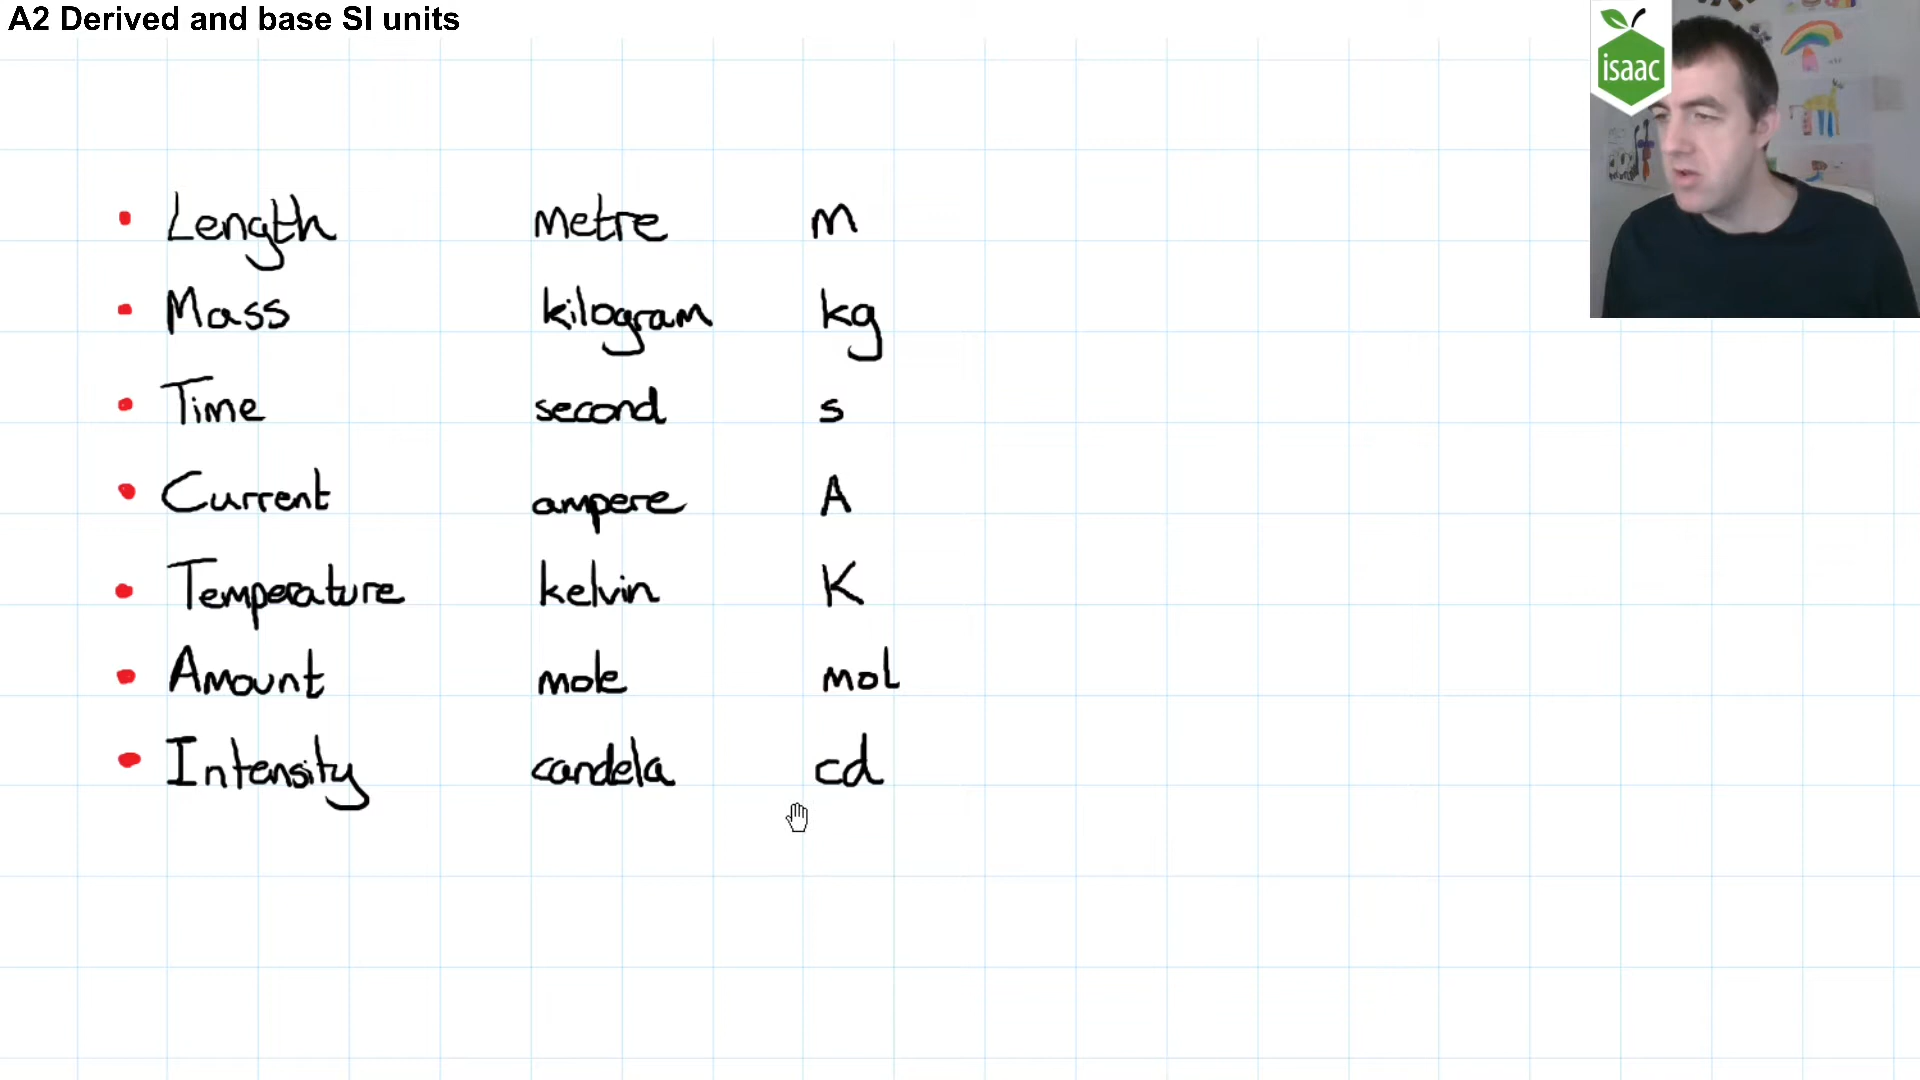 A2 Derived and base SI units
isaac
Length metre m
Mass kilogram kg
Time second s
Current ampere A
Temperature kelvin K
Amount mole mol
Intensity candela cd